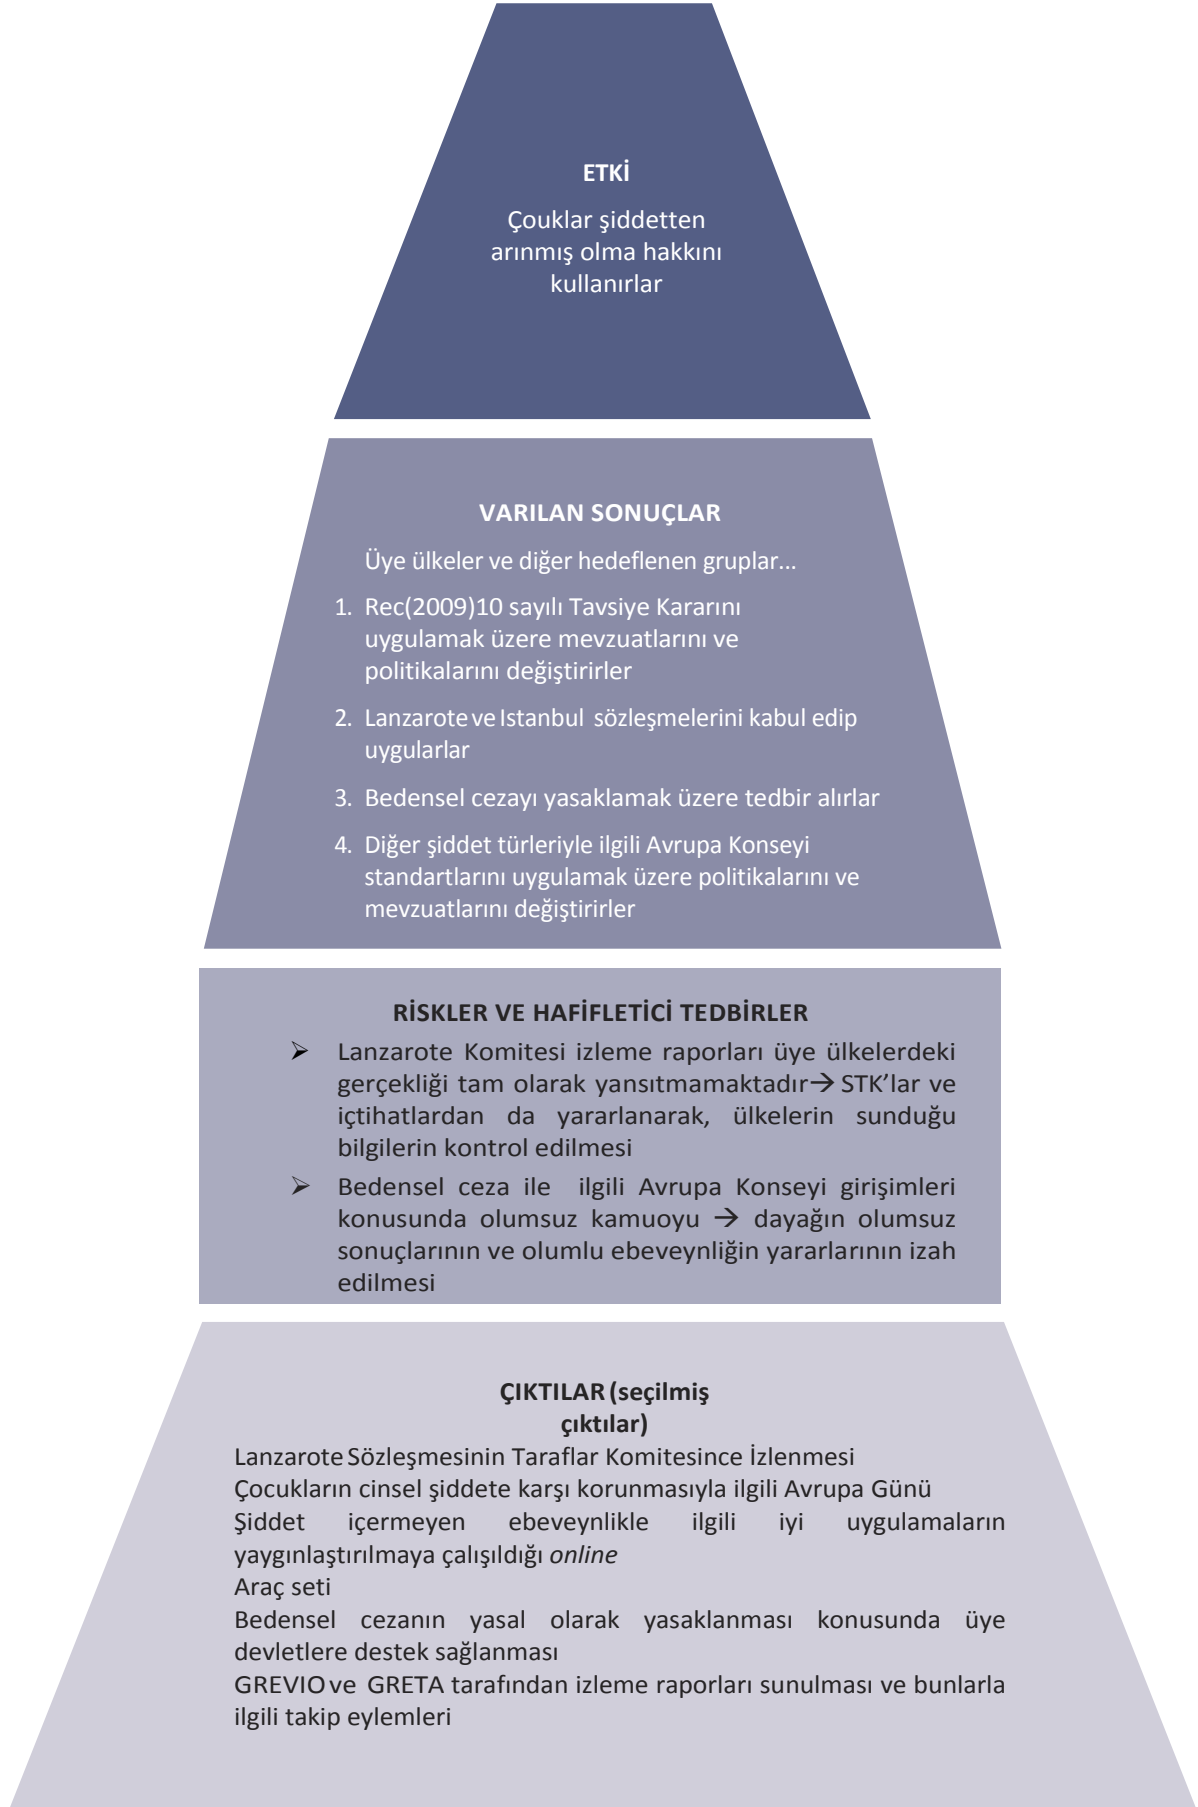 ETKİ
Çouklar şiddetten
arınmış olma hakkını
kullanırlar
VARILAN SONUÇLAR
Üye ülkeler ve diğer hedeflenen gruplar...
1. Rec(2009)10 sayılı Tavsiye Kararını
uygulamak üzere mevzuatlarını ve
politikalarını değiştirirler
2. Lanzarote ve Istanbul sözleşmelerini kabul edip
uygularlar
3. Bedensel cezayı yasaklamak üzere tedbir alırlar
4. Diğer şiddet türleriyle ilgili Avrupa Konseyi
standartlarını uygulamak üzere politikalarını ve
mevzuatlarını değiştirirler
RİSKLER VE HAFİFLETİCİ TEDBİRLER
➢ Lanzarote Komitesi izleme raporları üye ülkelerdeki
gerçekliği tam olarak yansıtmamaktadır→ STK’lar ve
içtihatlardan da yararlanarak, ülkelerin sunduğu
bilgilerin kontrol edilmesi
➢ Bedensel ceza ile ilgili Avrupa Konseyi girişimleri
konusunda olumsuz kamuoyu → dayağın olumsuz
sonuçlarının ve olumlu ebeveynliğin yararlarının izah
edilmesi
ÇIKTILAR (seçilmiş
çıktılar)
Lanzarote Sözleşmesinin Taraflar Komitesince İzlenmesi
Çocukların cinsel şiddete karşı korunmasıyla ilgili Avrupa Günü
Şiddet içermeyen ebeveynlikle ilgili iyi uygulamaların
yaygınlaştırılmaya çalışıldığı online
Araç seti
Bedensel cezanın yasal olarak yasaklanması konusunda üye
devletlere destek sağlanması
GREVIO ve GRETA tarafından izleme raporları sunulması ve bunlarla
ilgili takip eylemleri